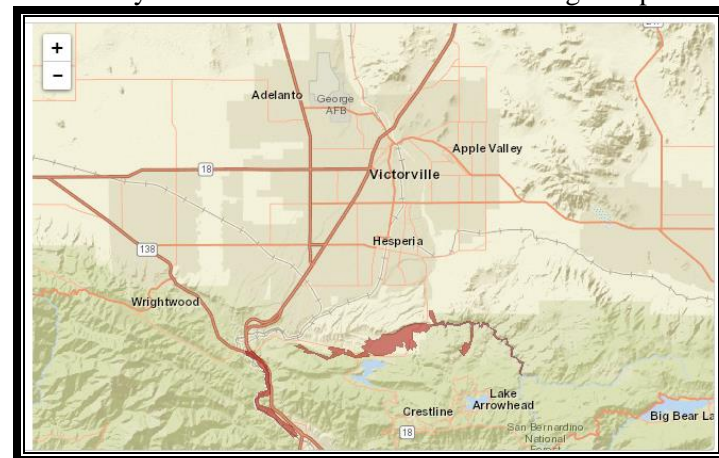 +
−
Adelanto
George
AFB
Apple Valley
18
Victorville
138
Hesperia
Wrightwood
Lake
Arrowhead
Crestline
Big Bear La
18
San Bernardino
National
Forest